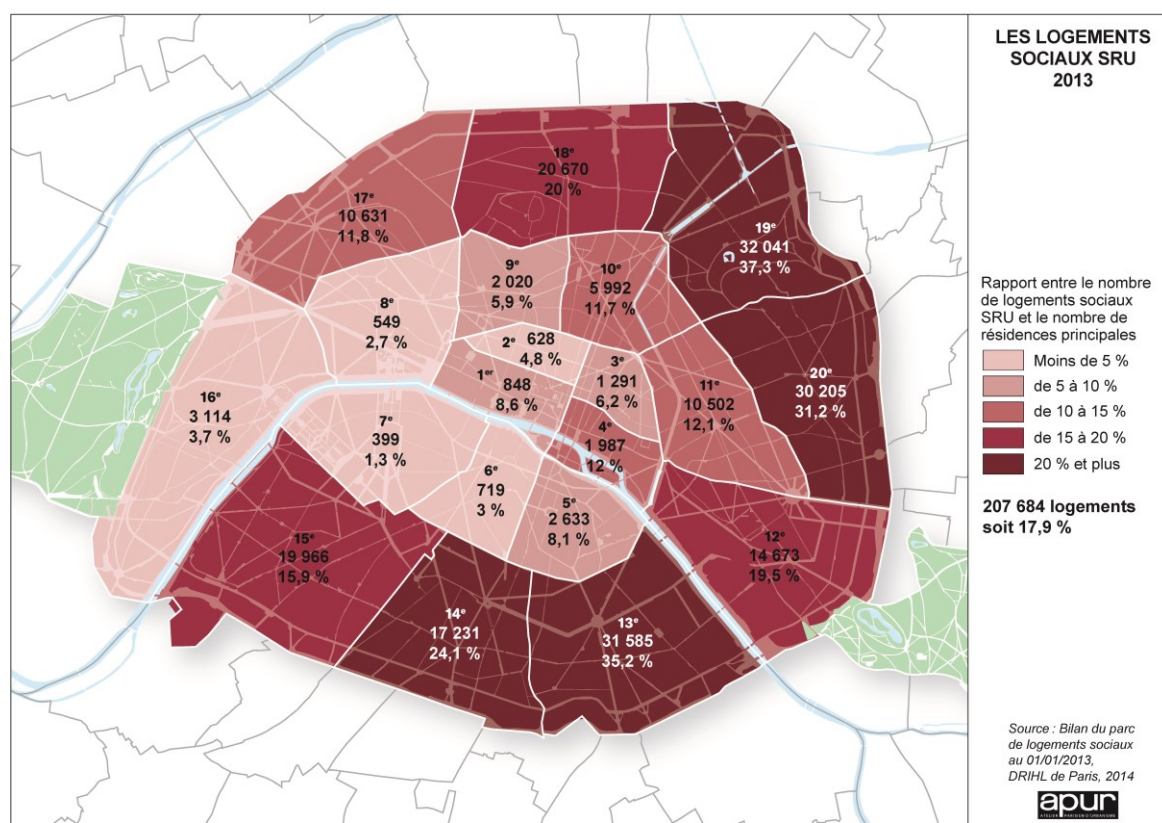 LES LOGEMENTS
SOCIAUX SRU
2013
18e
20 670
20 %
17e
10 631
11,8 %
19e
32 041
37,3 %
9e
2 020
5,9 %
10e
5 992
11,7 %
8e
549
2,7 %
2e 628
4,8 %
3e
1 291
6,2 %
1er 848
8,6 %
11e
10 502
12,1 %
20e
30 205
31,2 %
16e
3 114
3,7 %
7e
399
1,3 %
4e
1 987
12 %
6e
719
3 %
5e
2 633
8,1 %
15e
19 966
15,9 %
12e
14 673
19,5 %
14e
17 231
24,1 %
13e
31 585
35,2 %
Rapport entre le nombre
de logements sociaux
SRU et le nombre de
résidences principales
Moins de 5 %
de 5 à 10 %
de 10 à 15 %
de 15 à 20 %
20 % et plus
207 684 logements
soit 17,9 %
Source : Bilan du parc
de logements sociaux
au 01/01/2013,
DRIHL de Paris, 2014
apur
ATELIER PARISIEN D'URBANISME